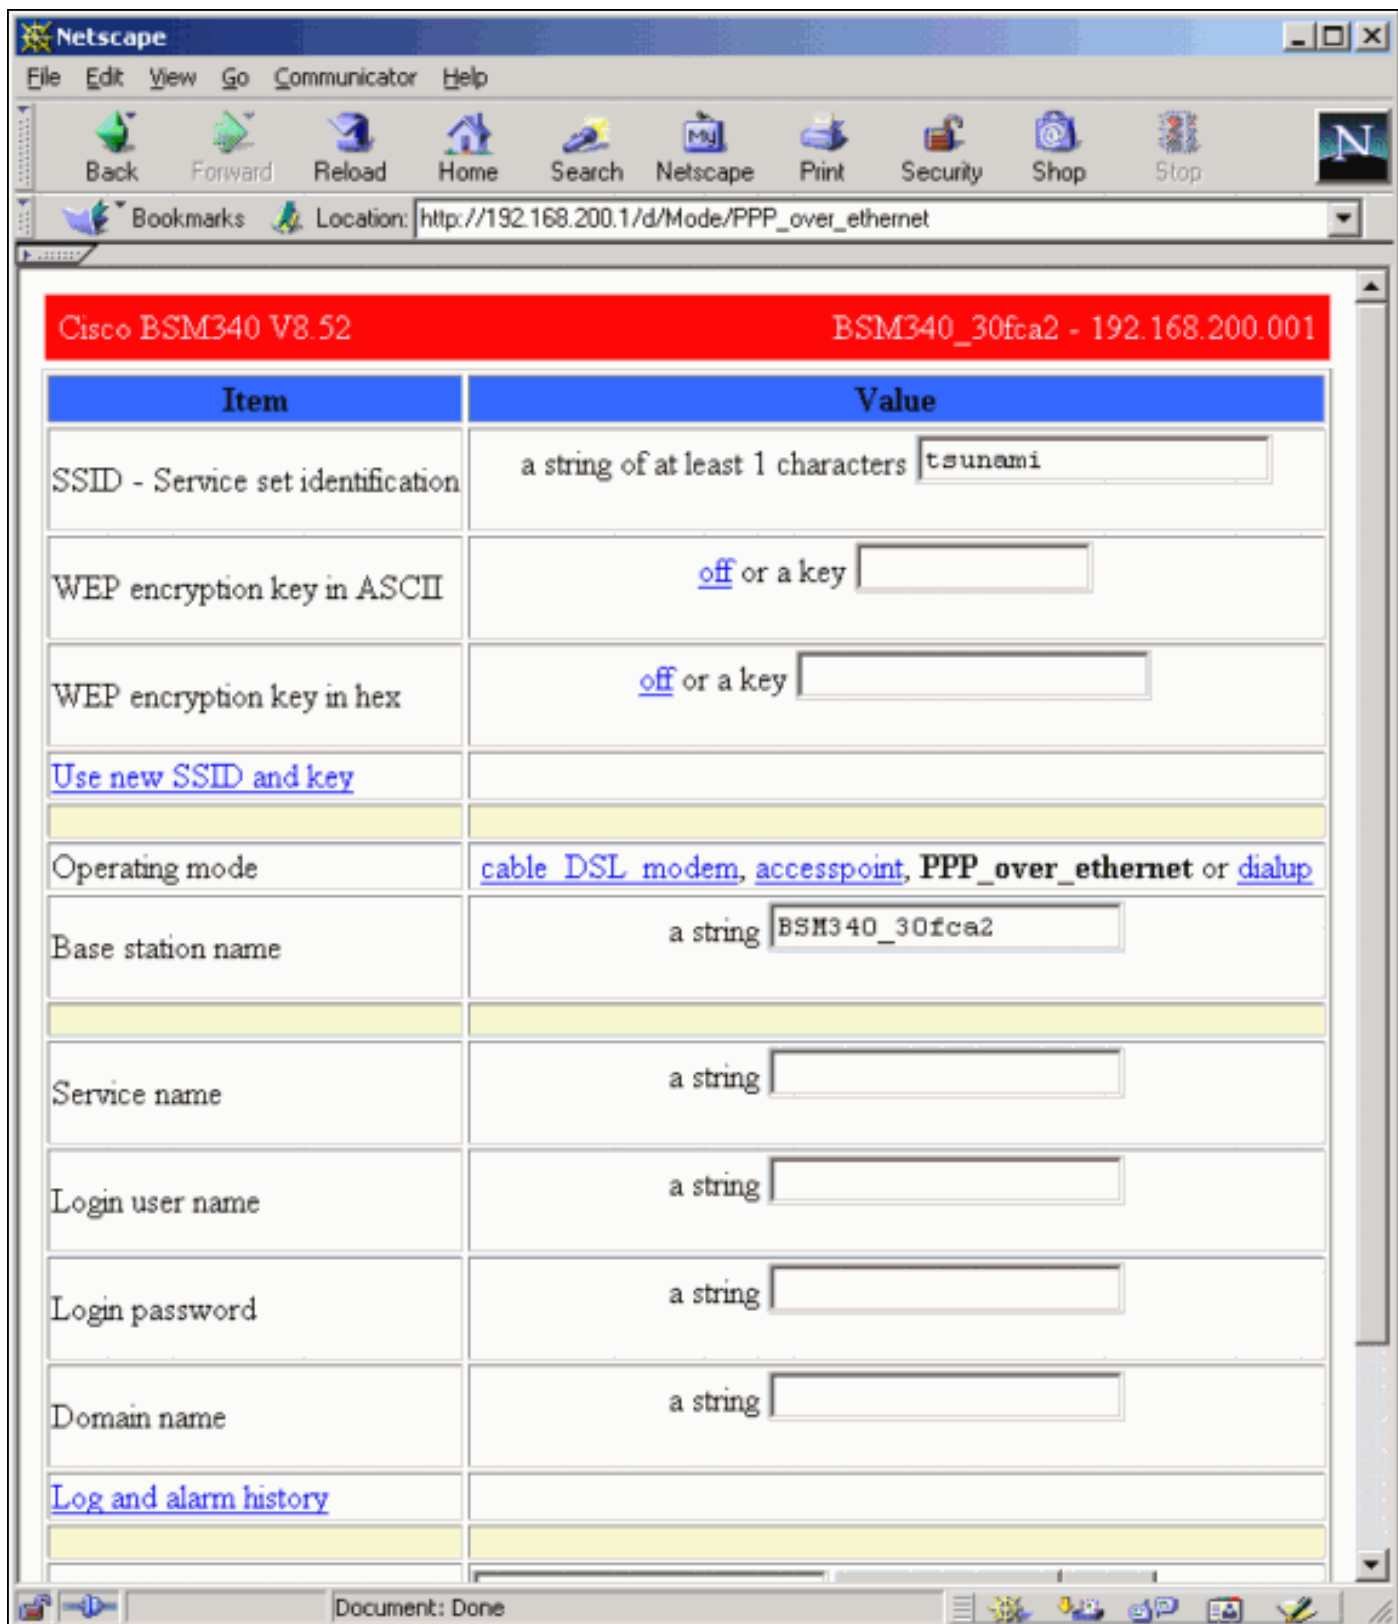 Netscape
File Edit View Go Communicator Help
Back Forward Reload Home Search Netscape Print Security Shop Stop
My
N
Bookmarks Location: http://192.168.200.1/d/Mode/PPP_over_ethernet
Cisco BSM340 V8.52 BSM340_30fca2 - 192.168.200.001
Item Value
SSID - Service set identification a string of at least 1 characters tsunami
WEP encryption key in ASCII off or a key
WEP encryption key in hex off or a key
Use new SSID and key
Operating mode cable_DSL_modem, accesspoint, PPP_over_ethernet or dialup
Base station name a string BSM340_30fca2
Service name a string
Login user name a string
Login password a string
Domain name a string
Log and alarm history
Document: Done